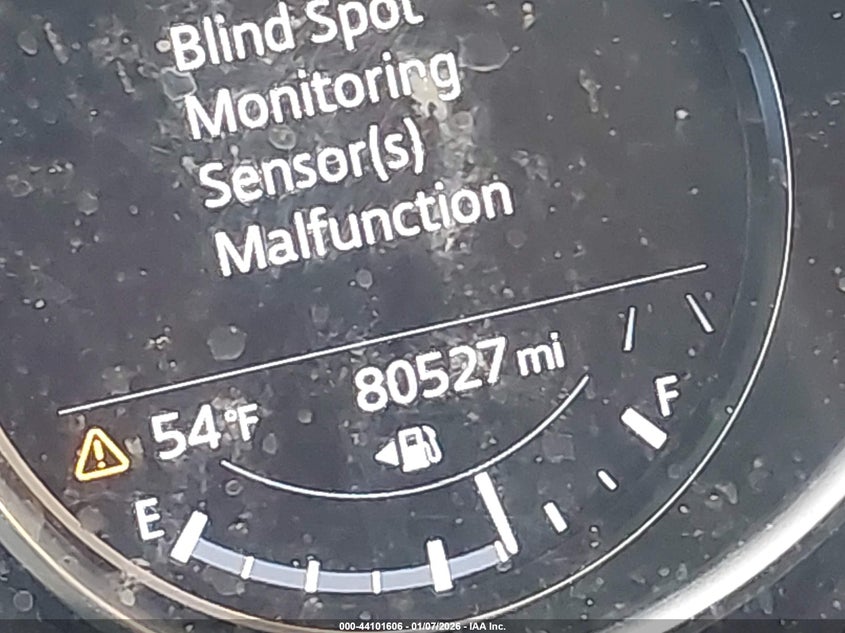 Blind Spot
Monitoring
Sensor(s)
Malfunction
54°F
80527 mi
E
F
000-44101606 - 01/07/2026 - IAA Inc.